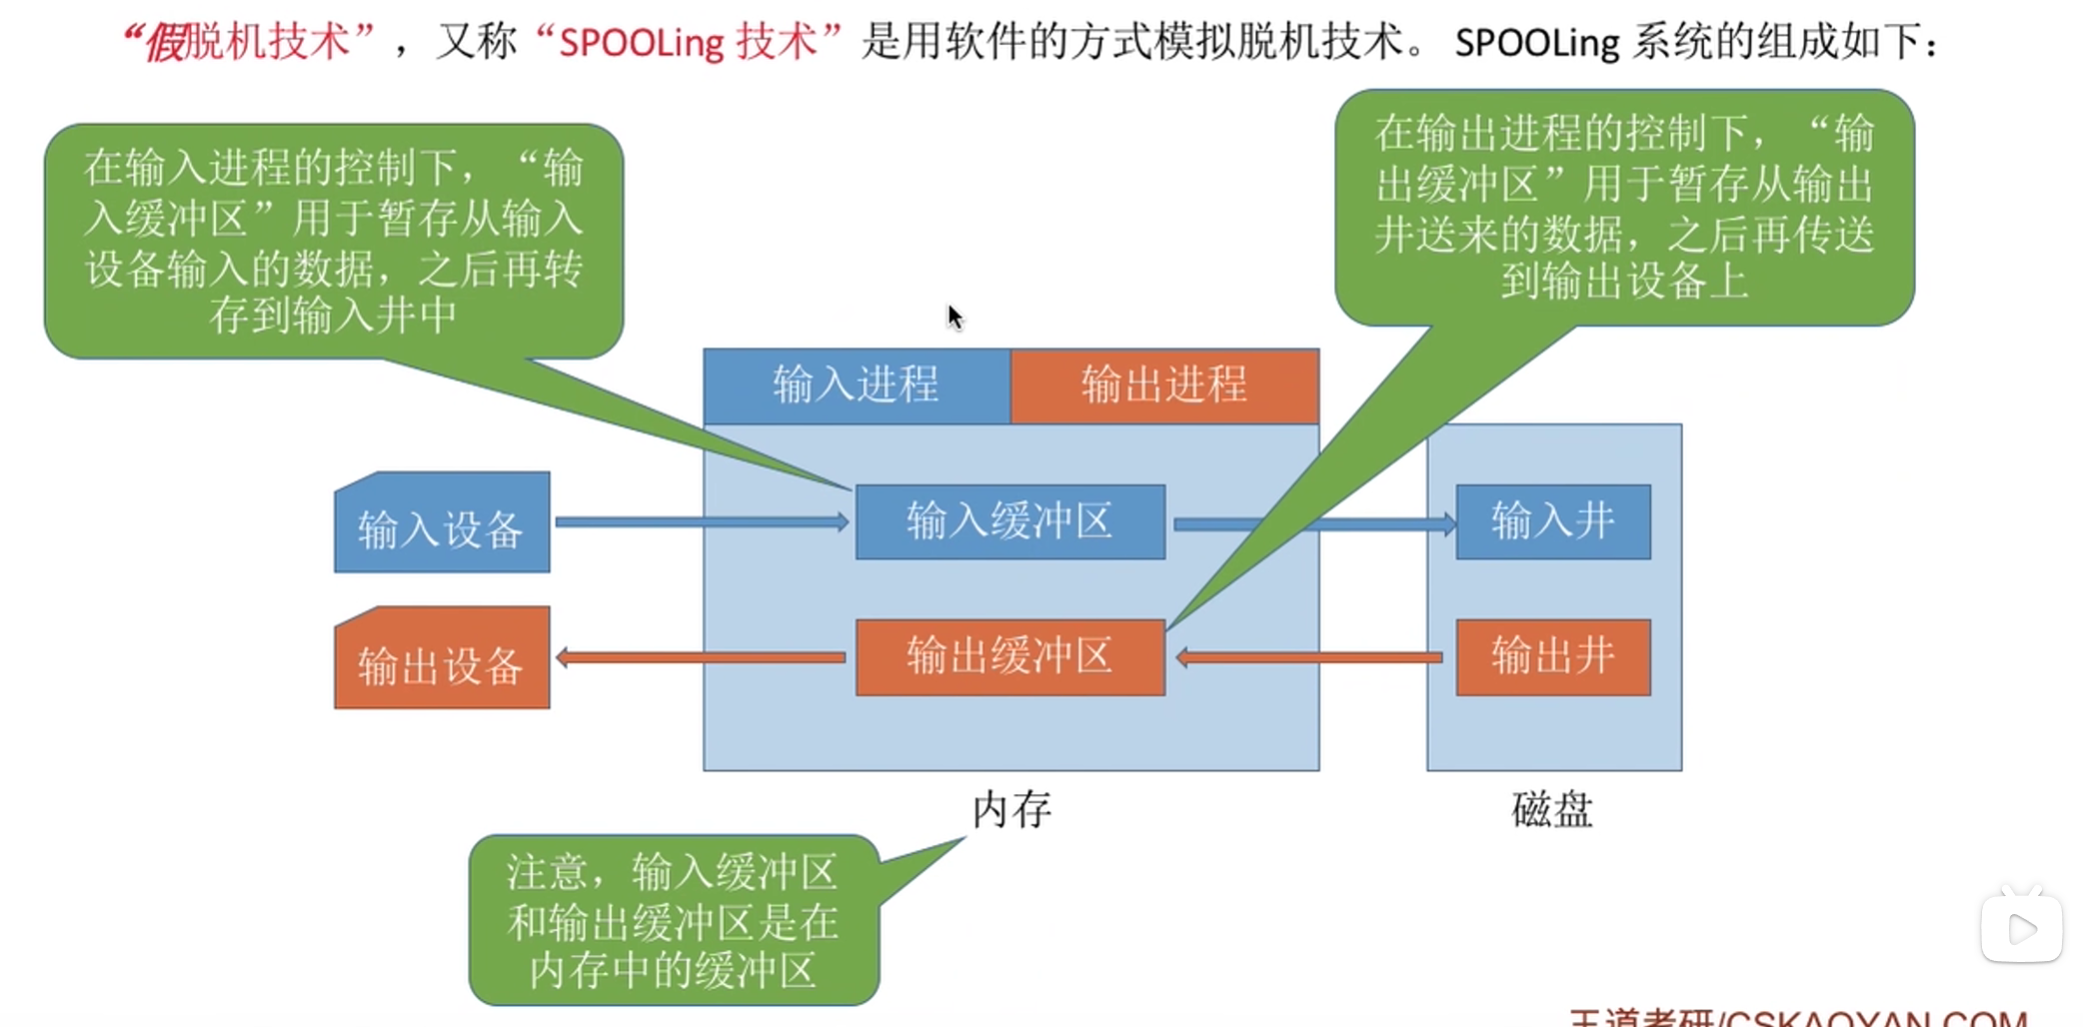 “假脱机技术”，又称“SPOOLing 技术”是用软件的方式模拟脱机技术。SPOOLing 系统的组成如下：
在输入进程的控制下，“输
入缓冲区”用于暂存从输入
设备输入的数据，之后再转
存到输入井中
在输出进程的控制下，“输
出缓冲区”用于暂存从输出
井送来的数据，之后再传送
到输出设备上
输入进程
输出进程
输入设备
输入缓冲区
输入井
输出设备
输出缓冲区
输出井
内存
磁盘
注意，输入缓冲区
和输出缓冲区是在
内存中的缓冲区
王道考研/CSKAOYAN.COM